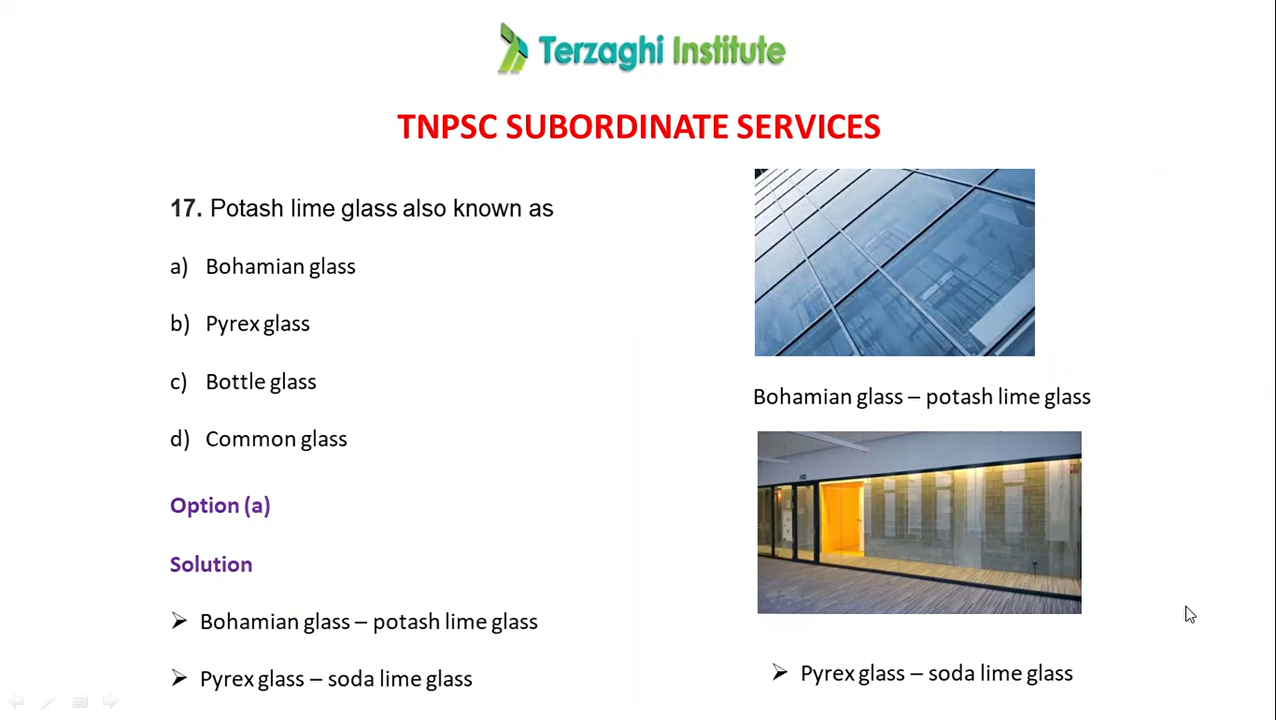 Terzaghi Institute
TNPSC SUBORDINATE SERVICES
17. Potash lime glass also known as
a) Bohamian glass
b) Pyrex glass
c) Bottle glass
d) Common glass
Option (a)
Solution
➢ Bohamian glass – potash lime glass
➢ Pyrex glass – soda lime glass
Bohamian glass – potash lime glass
➢ Pyrex glass – soda lime glass